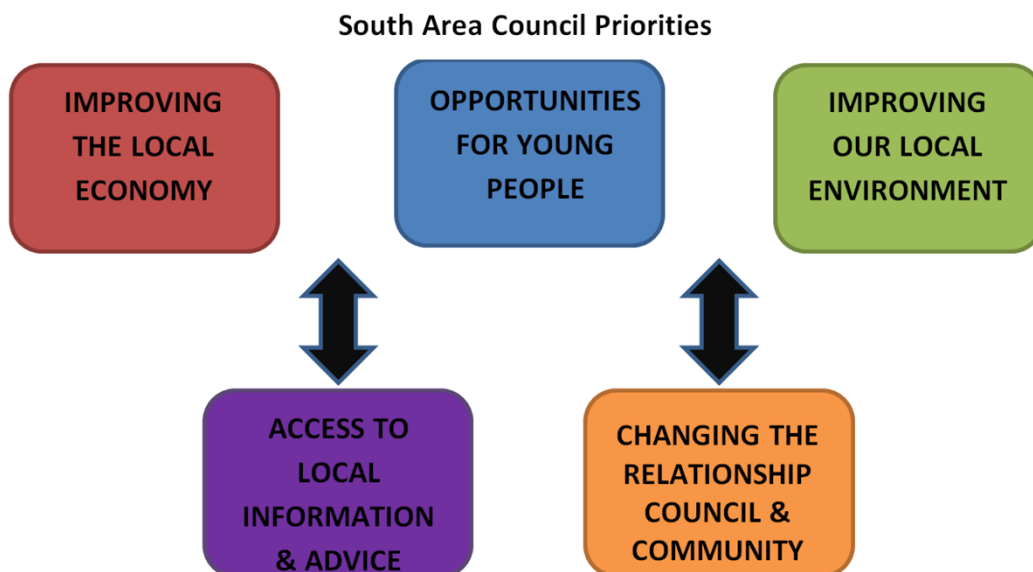 South Area Council Priorities
IMPROVING
THE LOCAL
ECONOMY
OPPORTUNITIES
FOR YOUNG
PEOPLE
IMPROVING
OUR LOCAL
ENVIRONMENT
ACCESS TO
LOCAL
INFORMATION
& ADVICE
CHANGING THE
RELATIONSHIP
COUNCIL &
COMMUNITY